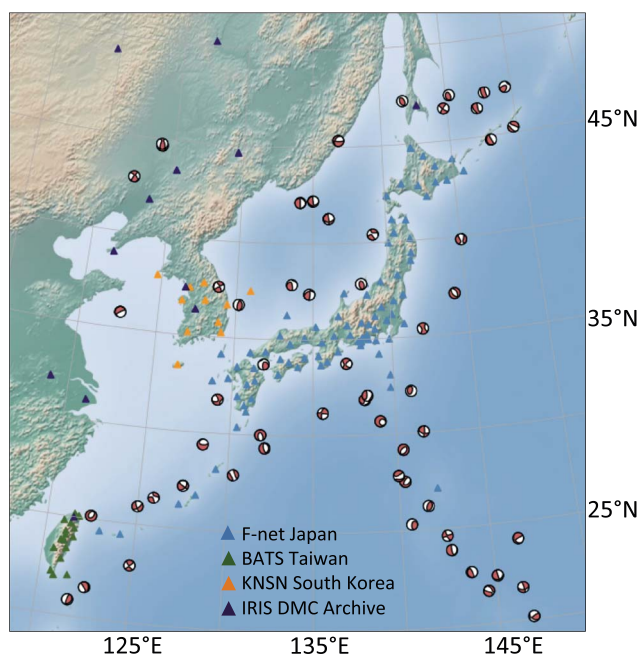 45°N
35°N
25°N
F-net Japan
BATS Taiwan
KNSN South Korea
IRIS DMC Archive
125°E 135°E 145°E